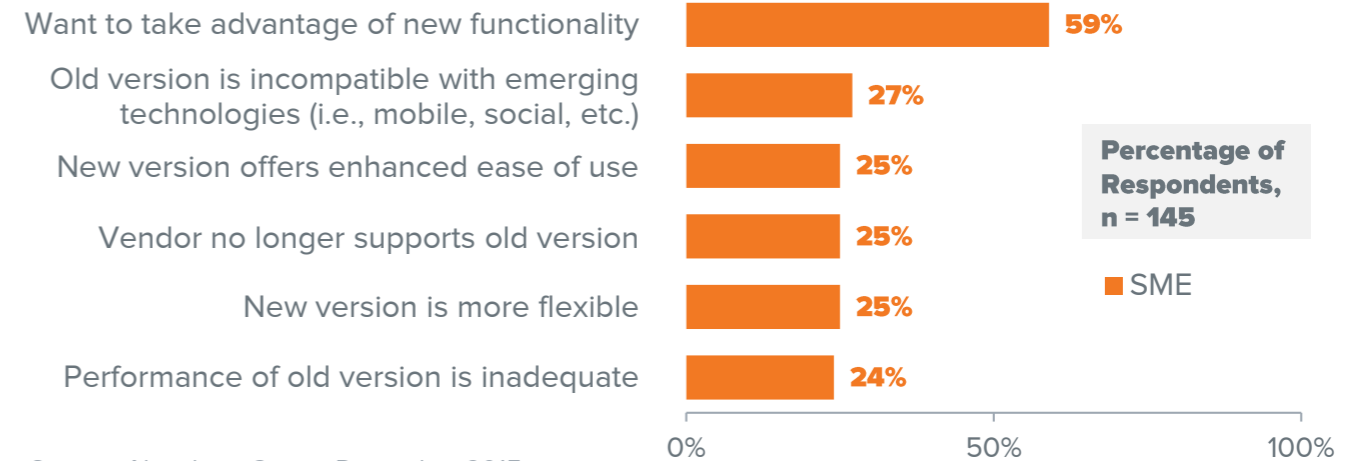 Want to take advantage of new functionality
59%
Old version is incompatible with emerging
technologies (i.e., mobile, social, etc.)
27%
New version offers enhanced ease of use
25%
Vendor no longer supports old version
25%
New version is more flexible
25%
Performance of old version is inadequate
24%
0%
50%
100%
Percentage of
Respondents,
n = 145
SME